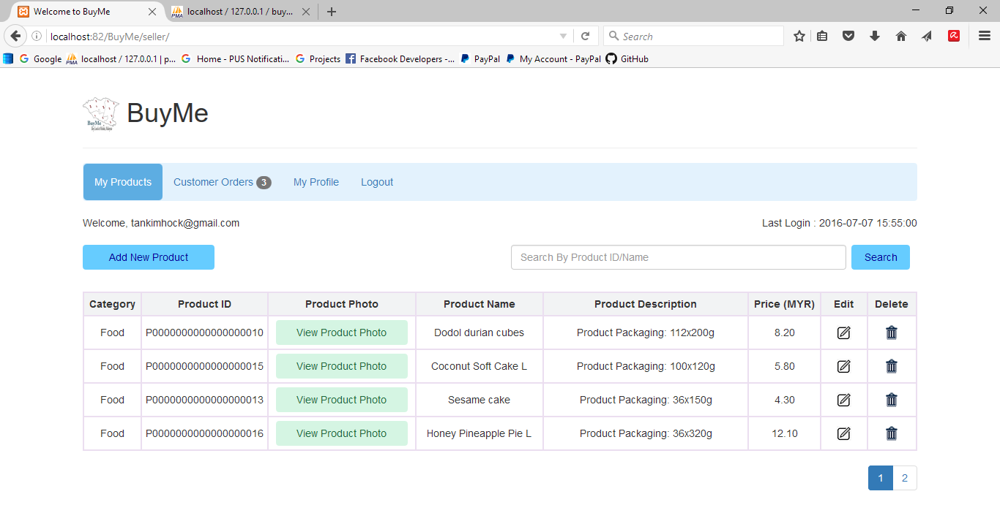 Welcome to BuyMe
localhost / 127.0.0.1 / buy...
localhost:82/BuyMe/seller/
Search
Google
localhost / 127.0.0.1 | p...
Home - PUS Notificati...
Projects
Facebook Developers -...
PayPal
My Account - PayPal
GitHub
BuyMe
BuyMe
My Products
Customer Orders 3
My Profile
Logout
Welcome, tankimhock@gmail.com
Last Login : 2016-07-07 15:55:00
Add New Product
Search By Product ID/Name
Search
Category Product ID Product Photo Product Name Product Description Price (MYR) Edit Delete
Food P0000000000000000010 View Product Photo Dodol durian cubes Product Packaging: 112x200g 8.20
Food P0000000000000000015 View Product Photo Coconut Soft Cake L Product Packaging: 100x120g 5.80
Food P0000000000000000013 View Product Photo Sesame cake Product Packaging: 36x150g 4.30
Food P0000000000000000016 View Product Photo Honey Pineapple Pie L Product Packaging: 36x320g 12.10
1 2